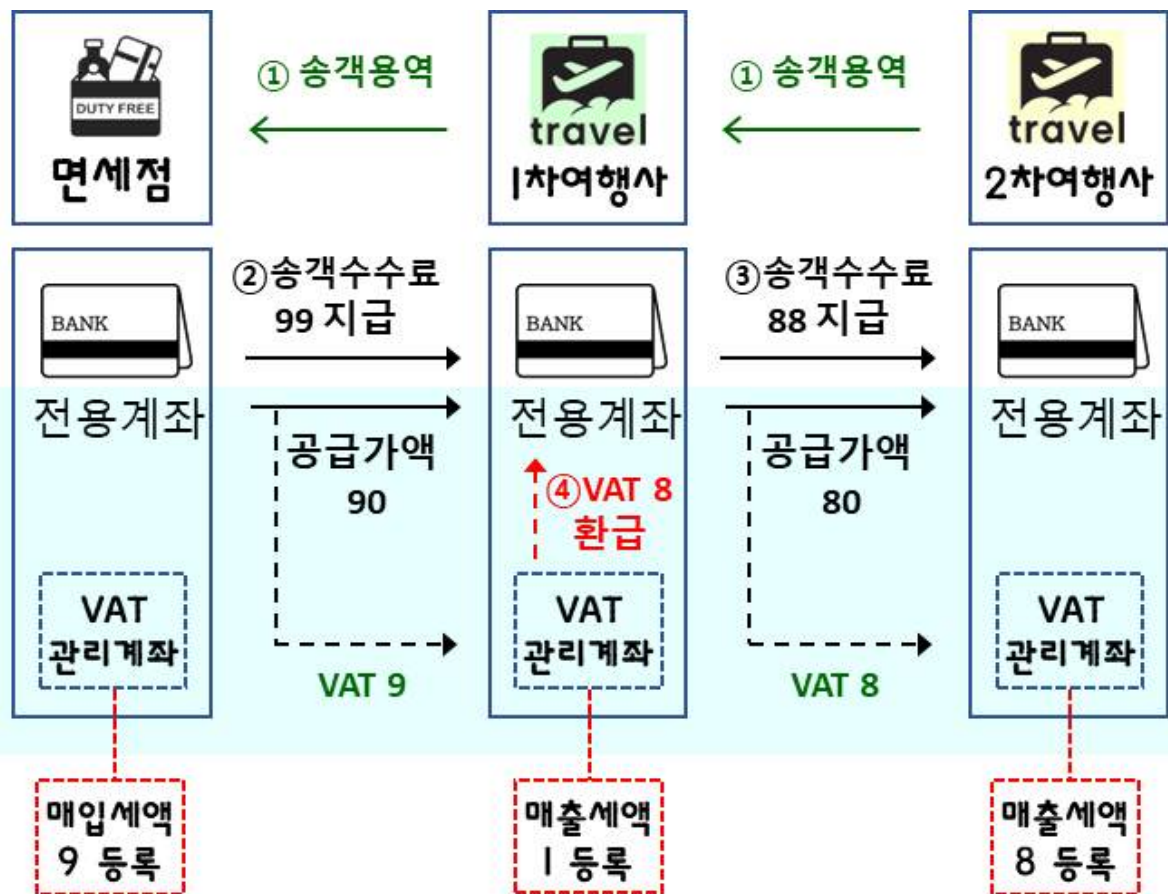 ① 송객용역
① 송객용역
DUTY FREE
travel
travel
면세점
1차여행사
2차여행사
②송객수수료
99 지급
③송객수수료
88 지급
BANK
BANK
BANK
전용계좌
전용계좌
전용계좌
공급가액
90
공급가액
80
④VAT 8
환급
VAT
관리계좌
VAT
관리계좌
VAT
관리계좌
VAT 9
VAT 8
매입세액
9 등록
매출세액
1 등록
매출세액
8 등록